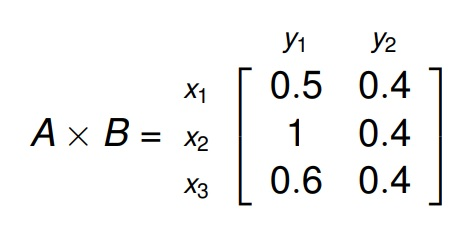 y₁ y₂
x₁ 0.5 0.4
A × B = x₂ 1 0.4
x₃ 0.6 0.4